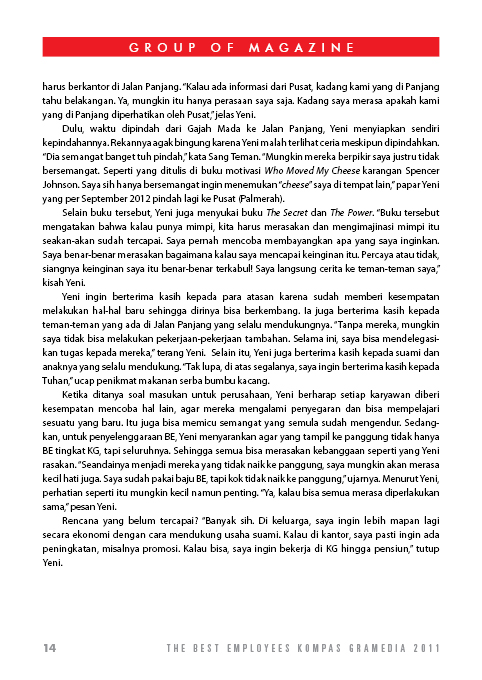 GROUP OF MAGAZINE
harus berkantor di Jalan Panjang. “Kalau ada informasi dari Pusat, kadang kami yang di Panjang
tahu belakangan. Ya, mungkin itu hanya perasaan saya saja. Kadang saya merasa apakah kami
yang di Panjang diperhatikan oleh Pusat,” jelas Yeni.
Dulu, waktu dipindah dari Gajah Mada ke Jalan Panjang, Yeni menyiapkan sendiri
kepindahannya. Rekannya agak bingung karena Yeni malah terlihat ceria meskipun dipindahkan.
“Dia semangat banget tuh pindah,” kata Sang Teman. “Mungkin mereka berpikir saya justru tidak
bersemangat. Seperti yang ditulis di buku motivasi Who Moved My Cheese karangan Spencer
Johnson. Saya sih hanya bersemangat ingin menemukan “cheese” saya di tempat lain,” papar Yeni
yang per September 2012 pindah lagi ke Pusat (Palmerah).
Selain buku tersebut, Yeni juga menyukai buku The Secret dan The Power. “Buku tersebut
mengatakan bahwa kalau punya mimpi, kita harus merasakan dan mengimajinasi mimpi itu
seakan-akan sudah tercapai. Saya pernah mencoba membayangkan apa yang saya inginkan.
Saya benar-benar merasakan bagaimana kalau saya mencapai keinginan itu. Percaya atau tidak,
siangnya keinginan saya itu benar-benar terkabul! Saya langsung cerita ke teman-teman saya,”
kisah Yeni.
Yeni ingin berterima kasih kepada para atasan karena sudah memberi kesempatan
melakukan hal-hal baru sehingga dirinya bisa berkembang. Ia juga berterima kasih kepada
teman-teman yang ada di Jalan Panjang yang selalu mendukungnya. “Tanpa mereka, mungkin
saya tidak bisa melakukan pekerjaan-pekerjaan tambahan. Selama ini, saya bisa mendelegasi-
kan tugas kepada mereka,” terang Yeni. Selain itu, Yeni juga berterima kasih kepada suami dan
anaknya yang selalu mendukung. “Tak lupa, di atas segalanya, saya ingin berterima kasih kepada
Tuhan,” ucap penikmat makanan serba bumbu kacang.
Ketika ditanya soal masukan untuk perusahaan, Yeni berharap setiap karyawan diberi
kesempatan mencoba hal lain, agar mereka mengalami penyegaran dan bisa mempelajari
sesuatu yang baru. Itu juga bisa memicu semangat yang semula sudah mengendur. Sedang-
kan, untuk penyelenggaraan BE, Yeni menyarankan agar yang tampil ke panggung tidak hanya
BE tingkat KG, tapi seluruhnya. Sehingga semua bisa merasakan kebanggaan seperti yang Yeni
rasakan. “Seandainya menjadi mereka yang tidak naik ke panggung, saya mungkin akan merasa
kecil hati juga. Saya sudah pakai baju BE, tapi kok tidak naik ke panggung,” ujarnya. Menurut Yeni,
perhatian seperti itu mungkin kecil namun penting. “Ya, kalau bisa semua merasa diperlakukan
sama,” pesan Yeni.
Rencana yang belum tercapai? “Banyak sih. Di keluarga, saya ingin lebih mapan lagi
secara ekonomi dengan cara mendukung usaha suami. Kalau di kantor, saya pasti ingin ada
peningkatan, misalnya promosi. Kalau bisa, saya ingin bekerja di KG hingga pensiun,” tutup
Yeni.
14 THE BEST EMPLOYEES KOMPAS GRAMEDIA 2011